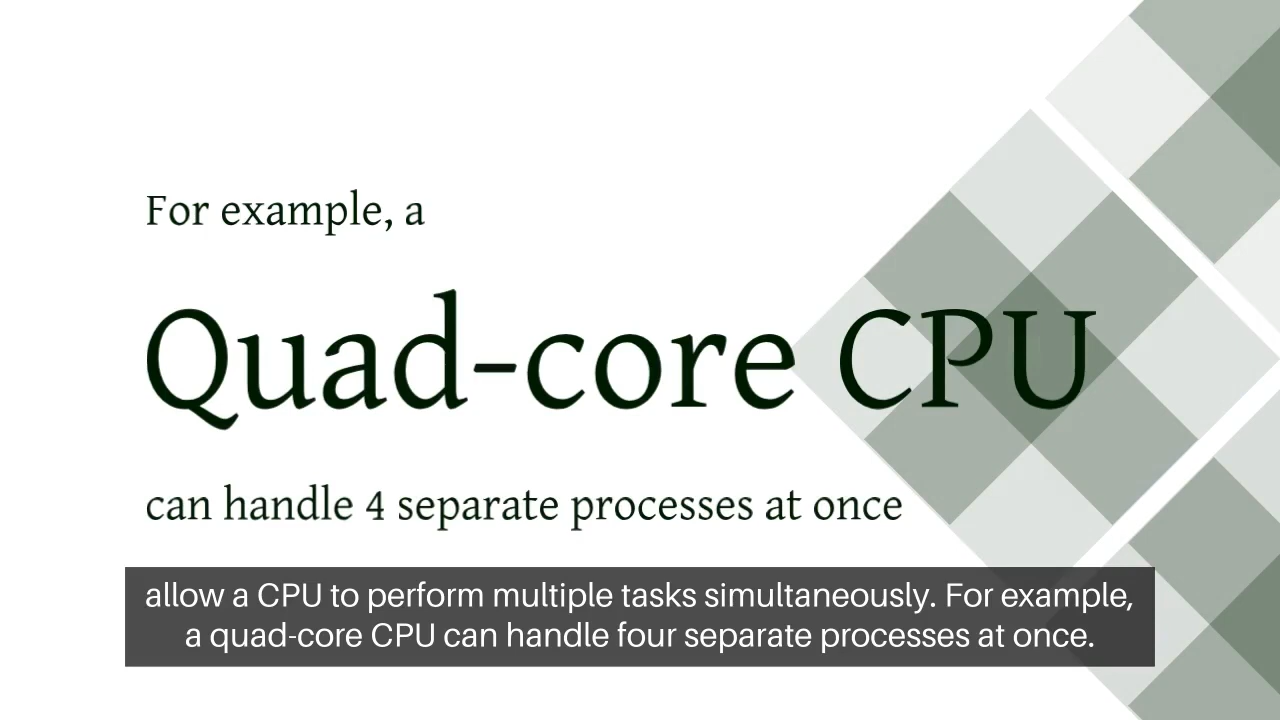 For example, a
Quad-core CPU
can handle 4 separate processes at once
allow a CPU to perform multiple tasks simultaneously. For example,
a quad-core CPU can handle four separate processes at once.